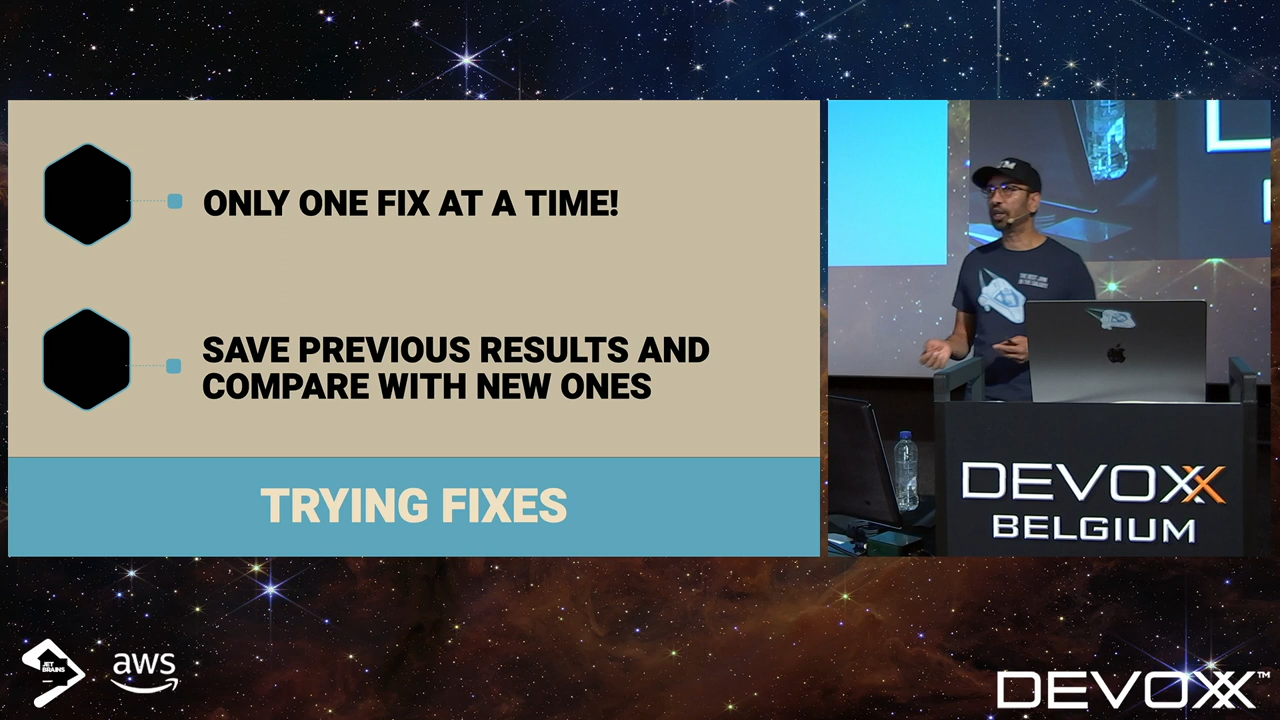 ONLY ONE FIX AT A TIME!
SAVE PREVIOUS RESULTS AND
COMPARE WITH NEW ONES
TRYING FIXES
DEVOXX
BELGIUM
JET
BRAINS
aws
DEVOXX™